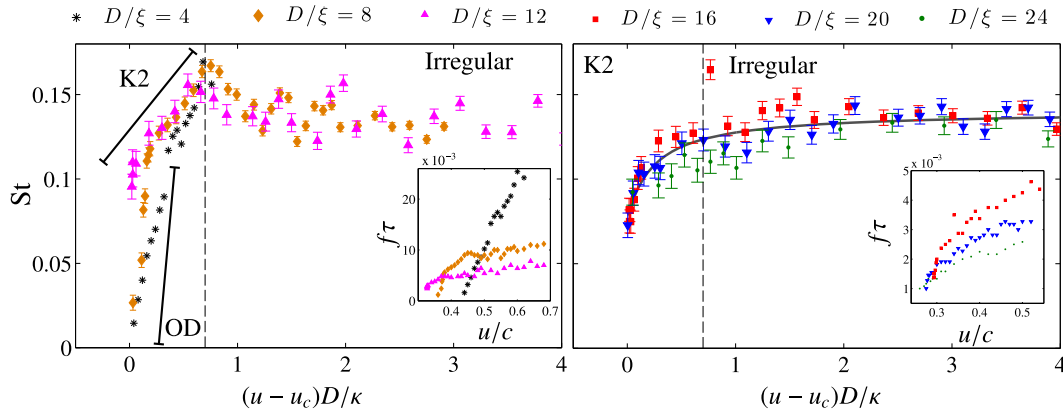 D/ξ = 4 D/ξ = 8 D/ξ = 12 D/ξ = 16 D/ξ = 20 D/ξ = 24
K2 Irregular
OD
St
0 0.05 0.1 0.15
0 1 2 3 4
(u − u_c)D/κ
x 10⁻³
fτ
0 10 20
0.4 0.5 0.6 0.7
u/c
K2 Irregular
0 1 2 3 4
(u − u_c)D/κ
x 10⁻³
fτ
1 2 3 4 5
0.3 0.4 0.5
u/c